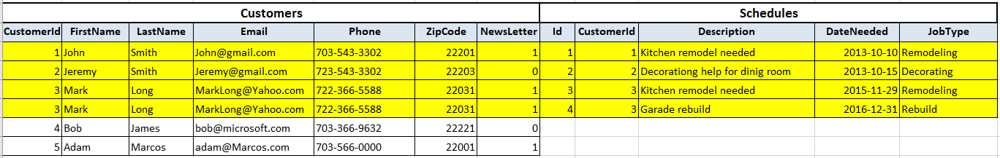 Customers Schedules
CustomerId FirstName LastName Email Phone ZipCode NewsLetter Id CustomerId Description DateNeeded JobType
1 John Smith John@gmail.com 703-543-3302 22201 1 1 1 Kitchen remodel needed 2013-10-10 Remodeling
2 Jeremy Smith Jeremy@gmail.com 723-543-3302 22203 0 2 2 Decorationg help for dinig room 2013-10-15 Decorating
3 Mark Long MarkLong@Yahoo.com 722-366-5588 22031 1 3 3 Kitchen remodel needed 2015-11-29 Remodeling
3 Mark Long MarkLong@Yahoo.com 722-366-5588 22031 1 4 3 Garade rebuild 2016-12-31 Rebuild
4 Bob James bob@microsoft.com 703-366-9632 22221 0
5 Adam Marcos adam@Marcos.com 703-566-0000 22001 1